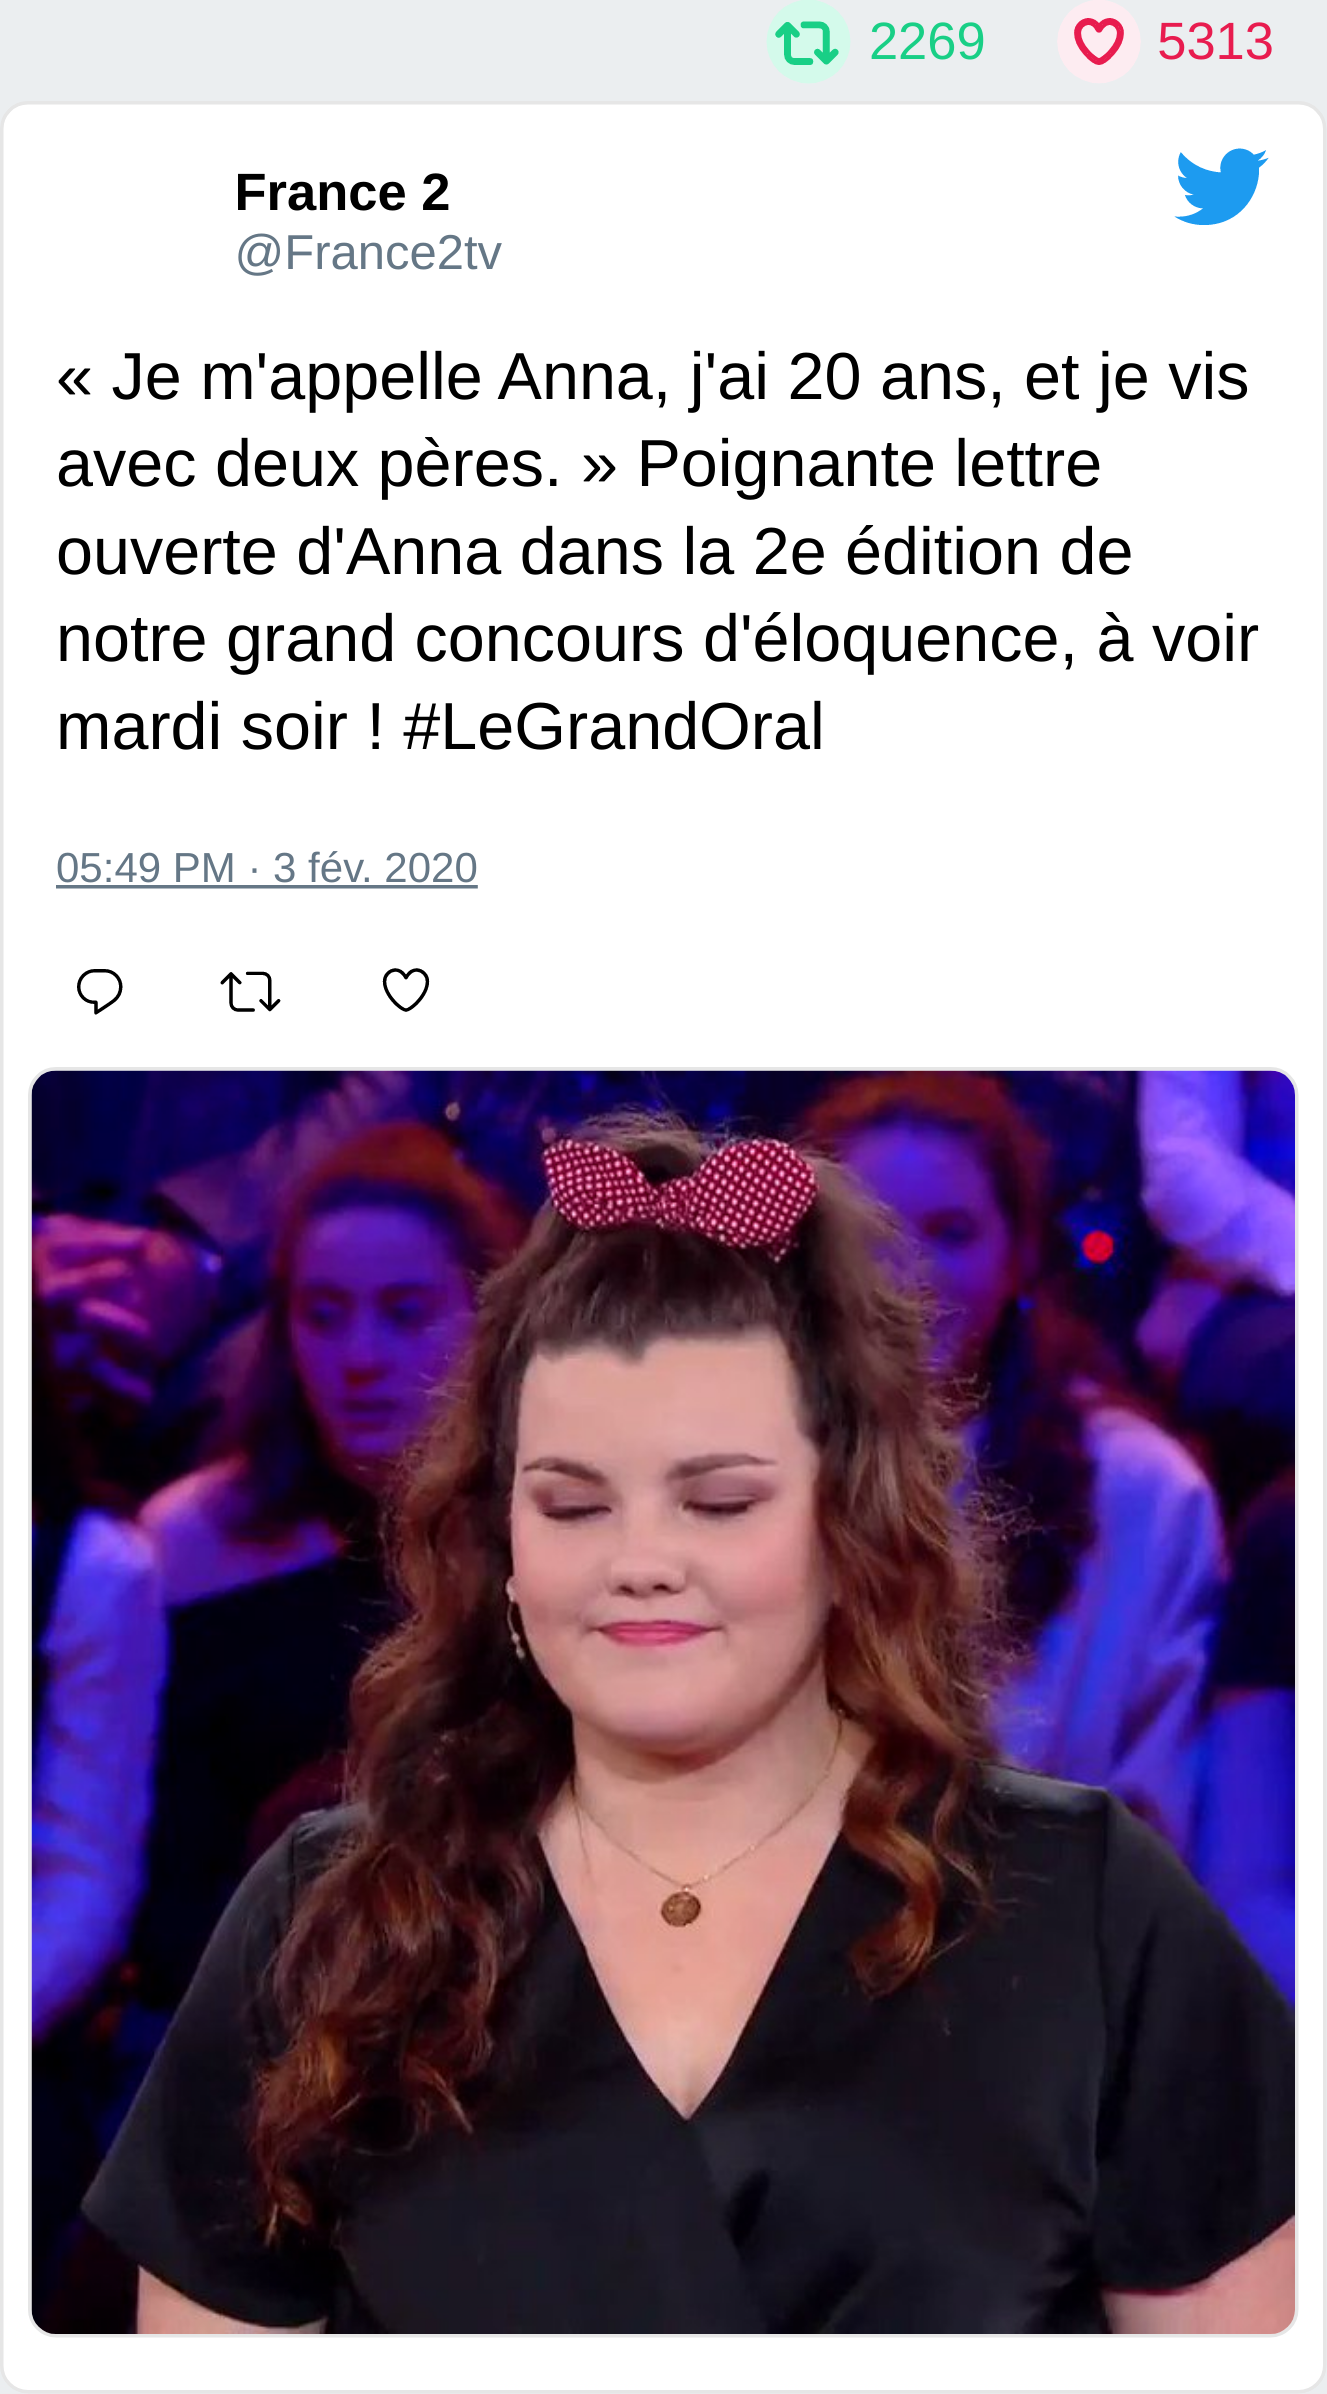 2269 5313
France 2
@France2tv
« Je m'appelle Anna, j'ai 20 ans, et je vis
avec deux pères. » Poignante lettre
ouverte d'Anna dans la 2e édition de
notre grand concours d'éloquence, à voir
mardi soir ! #LeGrandOral
05:49 PM · 3 fév. 2020